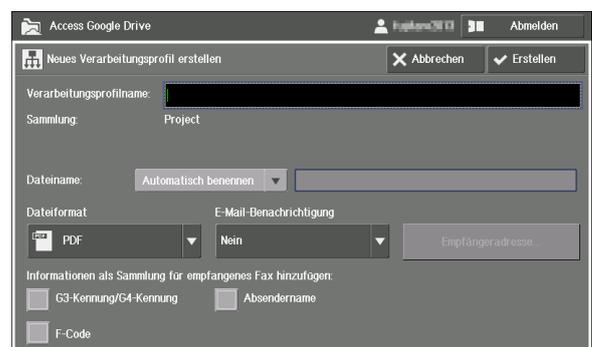 Access Google Drive
Abmelden
Neues Verarbeitungsprofil erstellen
Abbrechen
Erstellen
Verarbeitungsprofilname:
Sammlung: Project
Dateiname: Automatisch benennen
Dateiformat E-Mail-Benachrichtigung
PDF PDF Nein Empfängeradresse...
Informationen als Sammlung für empfangenes Fax hinzufügen:
G3-Kennung/G4-Kennung Absendername
F-Code